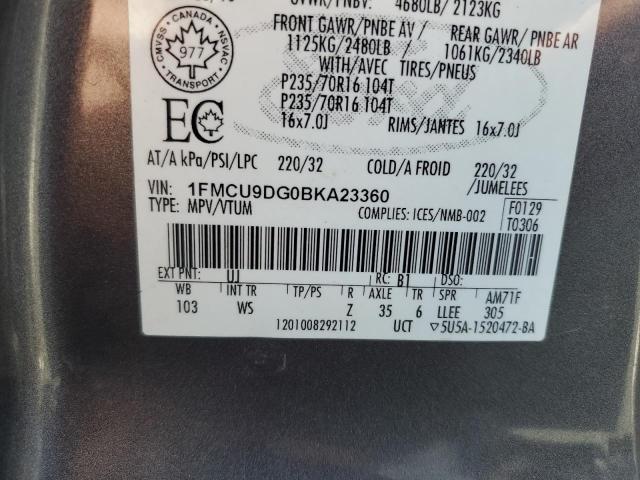 GVWR/PNBV: 4680LB/ 2123KG
FRONT GAWR/PNBE AV / REAR GAWR/ PNBE AR
1125KG/2480LB 1061KG/2340LB
WITH/AVEC TIRES/PNEUS
P235/70R16 104T
P235/70R16 104T
16x7.0J RIMS/JANTES 16x7.0J
CANADA
CMVSS NSVAC
977
TRANSPORT
EC
AT/A kPa/PSI/LPC 220/32 COLD/A FROID 220/32
/JUMELEES
VIN: 1FMCU9DG0BKA23360
TYPE: MPV/VTUM COMPLIES: ICES/NMB-002
F0129
T0306
EXT PNT: UJ RC: B1 DSO:
WB INT TR TP/PS R AXLE TR SPR AM71F
103 WS Z 35 6 LLEE 305
1201008292112 UCT ▽5U5A-1520472-BA